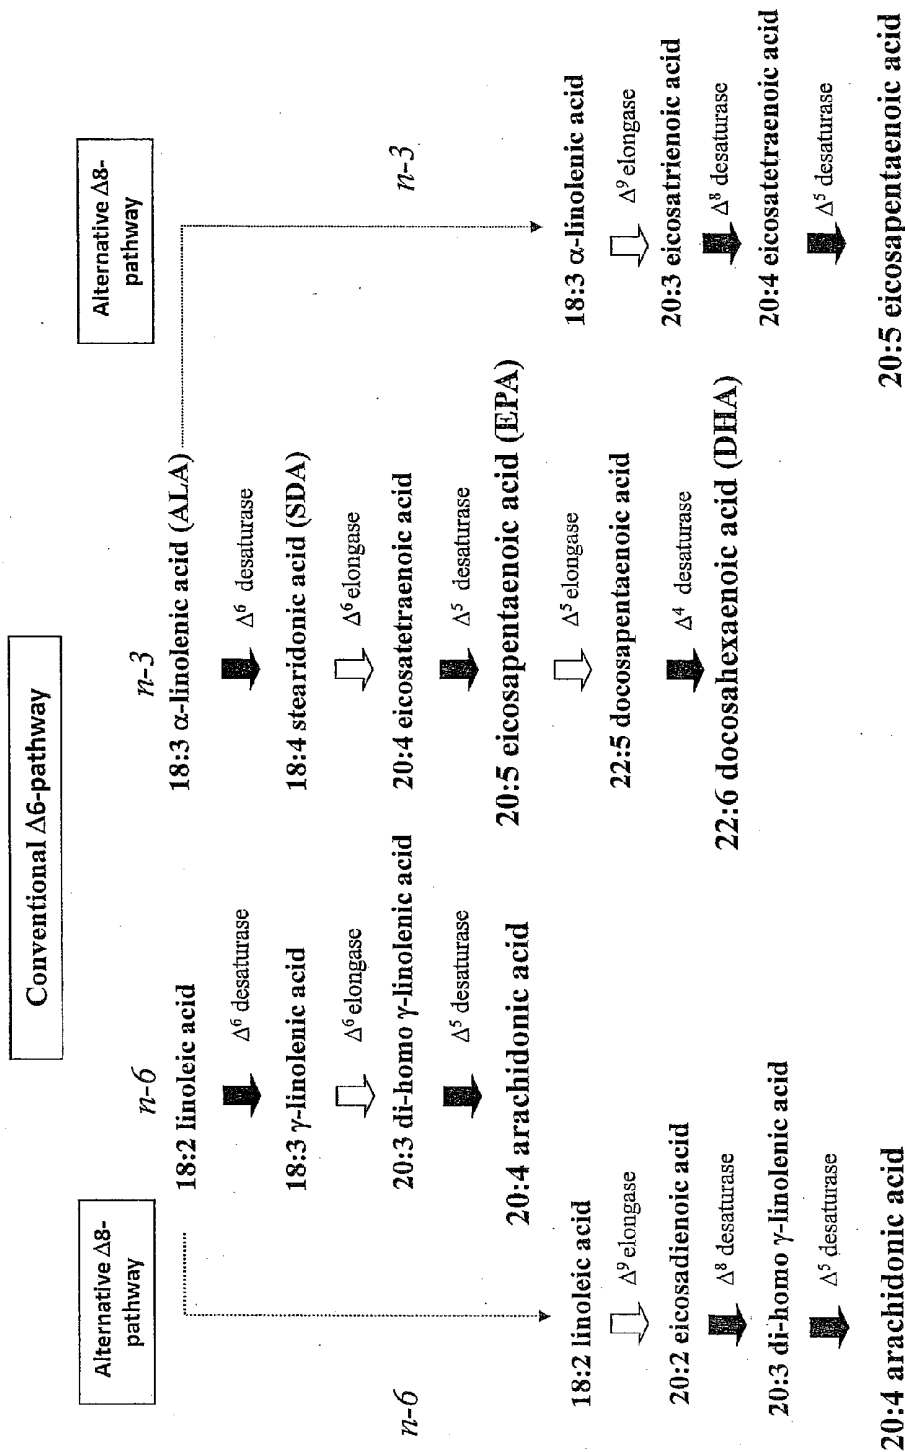 Conventional Δ6-pathway
Alternative Δ8-
pathway
n-6
18:2 linoleic acid
Δ⁹ elongase
20:2 eicosadienoic acid
Δ⁸ desaturase
20:3 di-homo γ-linolenic acid
Δ⁵ desaturase
20:4 arachidonic acid
n-6
18:2 linoleic acid
Δ⁶ desaturase
18:3 γ-linolenic acid
Δ⁶ elongase
20:3 di-homo γ-linolenic acid
Δ⁵ desaturase
20:4 arachidonic acid
n-3
18:3 α-linolenic acid (ALA)
Δ⁶ desaturase
18:4 stearidonic acid (SDA)
Δ⁶ elongase
20:4 eicosatetraenoic acid
Δ⁵ desaturase
20:5 eicosapentaenoic acid (EPA)
Δ⁵ elongase
22:5 docosapentaenoic acid
Δ⁴ desaturase
22:6 docosahexaenoic acid (DHA)
Alternative Δ8-
pathway
n-3
18:3 α-linolenic acid
Δ⁹ elongase
20:3 eicosatrienoic acid
Δ⁸ desaturase
20:4 eicosatetraenoic acid
Δ⁵ desaturase
20:5 eicosapentaenoic acid